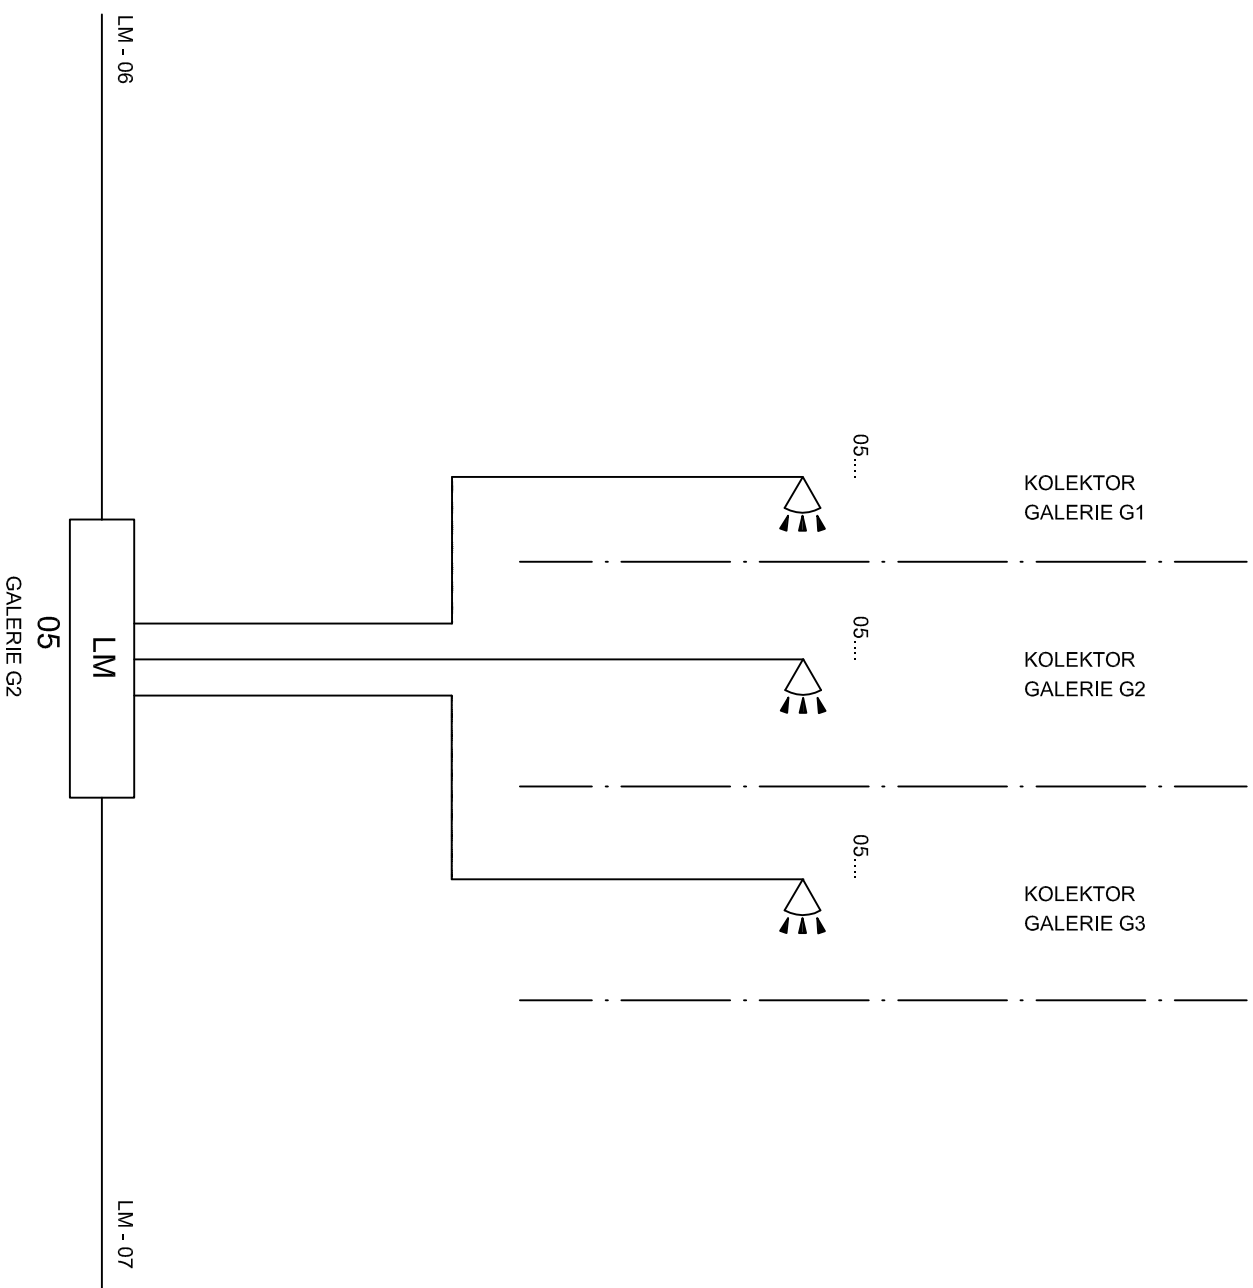 LM - 06
05.....
KOLEKTOR
GALERIE G1
05.....
KOLEKTOR
GALERIE G2
LM
05
GALERIE G2
05.....
KOLEKTOR
GALERIE G3
LM - 07